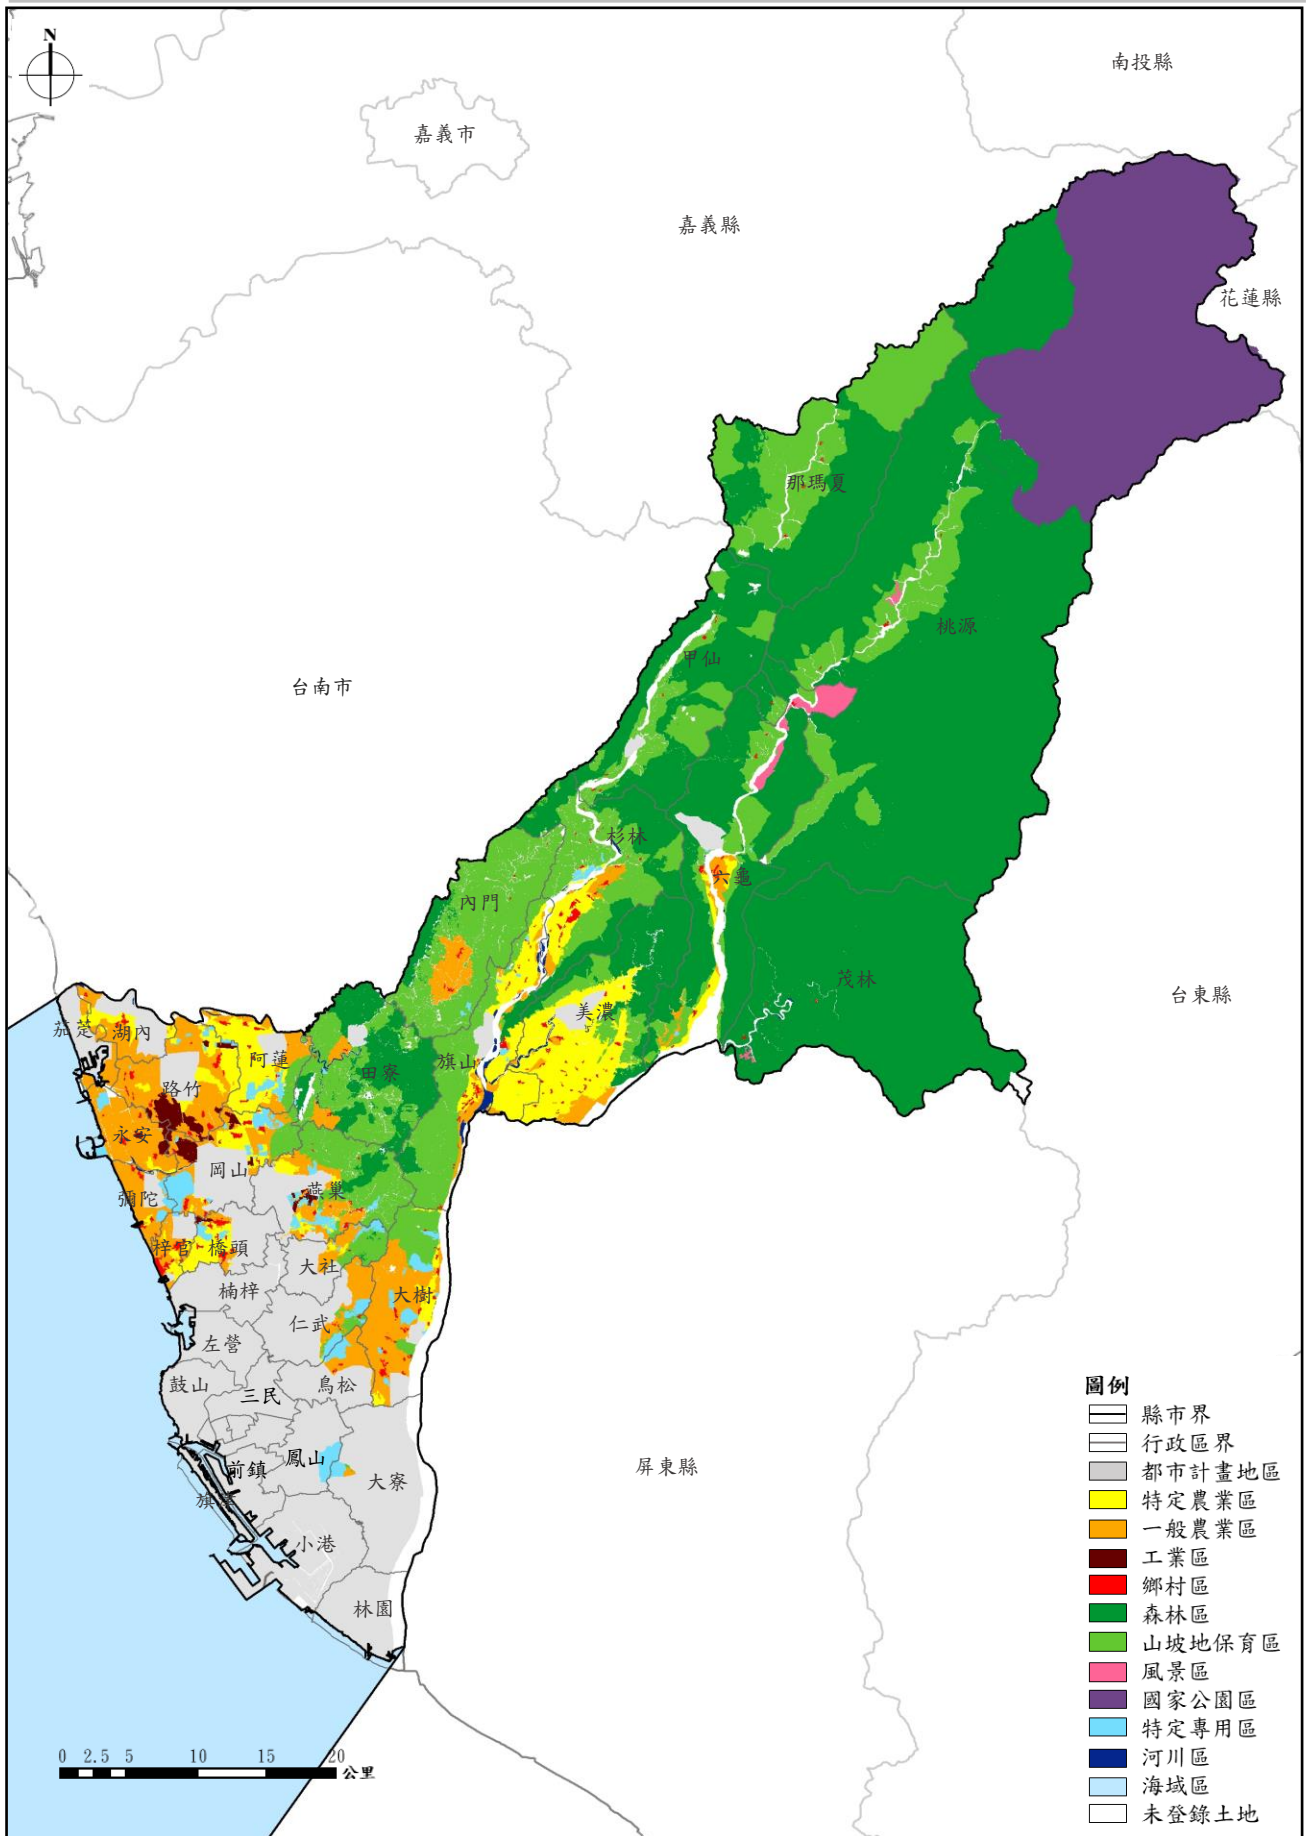 N
南投縣
嘉義市
嘉義縣
花蓮縣
那瑪夏
桃源
甲仙
台南市
杉林
六龜
內門
茂林
台東縣
美濃
茄萣
湖內
阿蓮
旗山
田寮
路竹
永安
岡山
燕巢
彌陀
梓官
橋頭
大社
大樹
楠梓
仁武
左營
鼓山
三民
鳥松
鳳山
前鎮
大寮
屏東縣
旗津
小港
林園
圖例
縣市界
行政區界
都市計畫地區
特定農業區
一般農業區
工業區
鄉村區
森林區
山坡地保育區
風景區
國家公園區
特定專用區
河川區
海域區
未登錄土地
0 2.5 5 10 15 20
公里